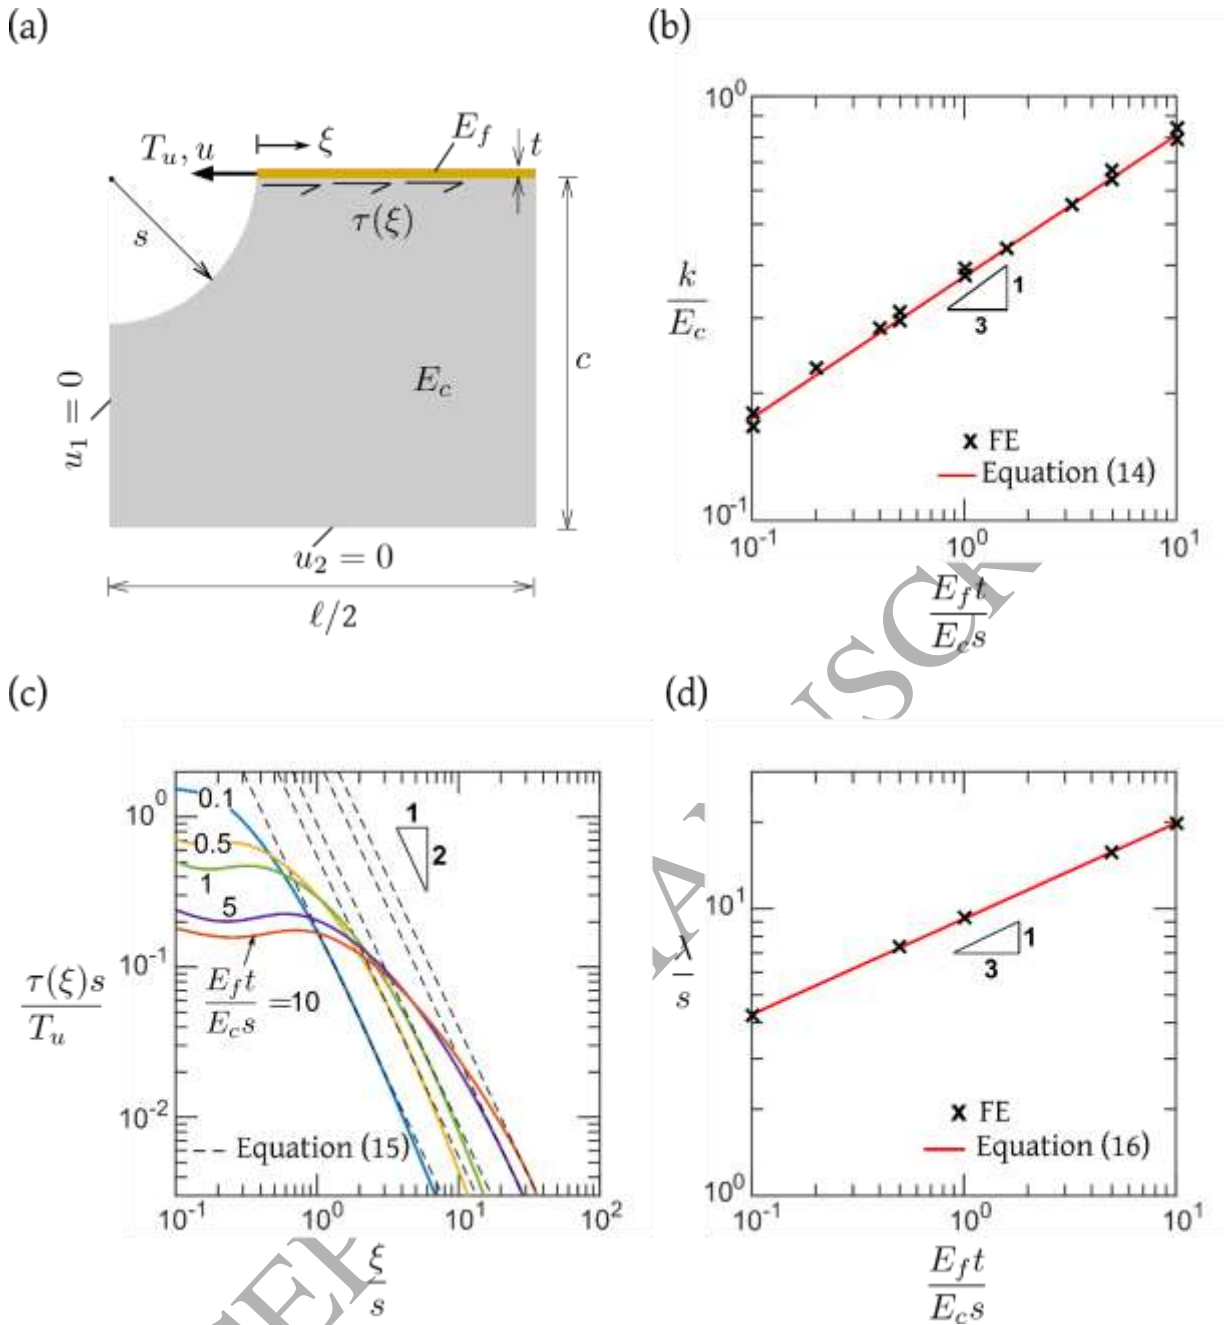 (a)
T_u, u
ξ
E_f
t
s
τ(ξ)
E_c
c
u_1 = 0
u_2 = 0
ℓ/2
(b)
10^0
k/E_c
1
3
× FE
Equation (14)
10^-1
10^-1 10^0 10^1
E_f t/E_c s
(c)
10^0
0.1
0.5
1
5
E_f t/E_c s =10
1
2
10^-1
τ(ξ)s/T_u
10^-2
Equation (15)
10^-1 10^0 10^1 10^2
ξ/s
(d)
10^1
λ/s
1
3
× FE
Equation (16)
10^0
10^-1 10^0 10^1
E_f t/E_c s